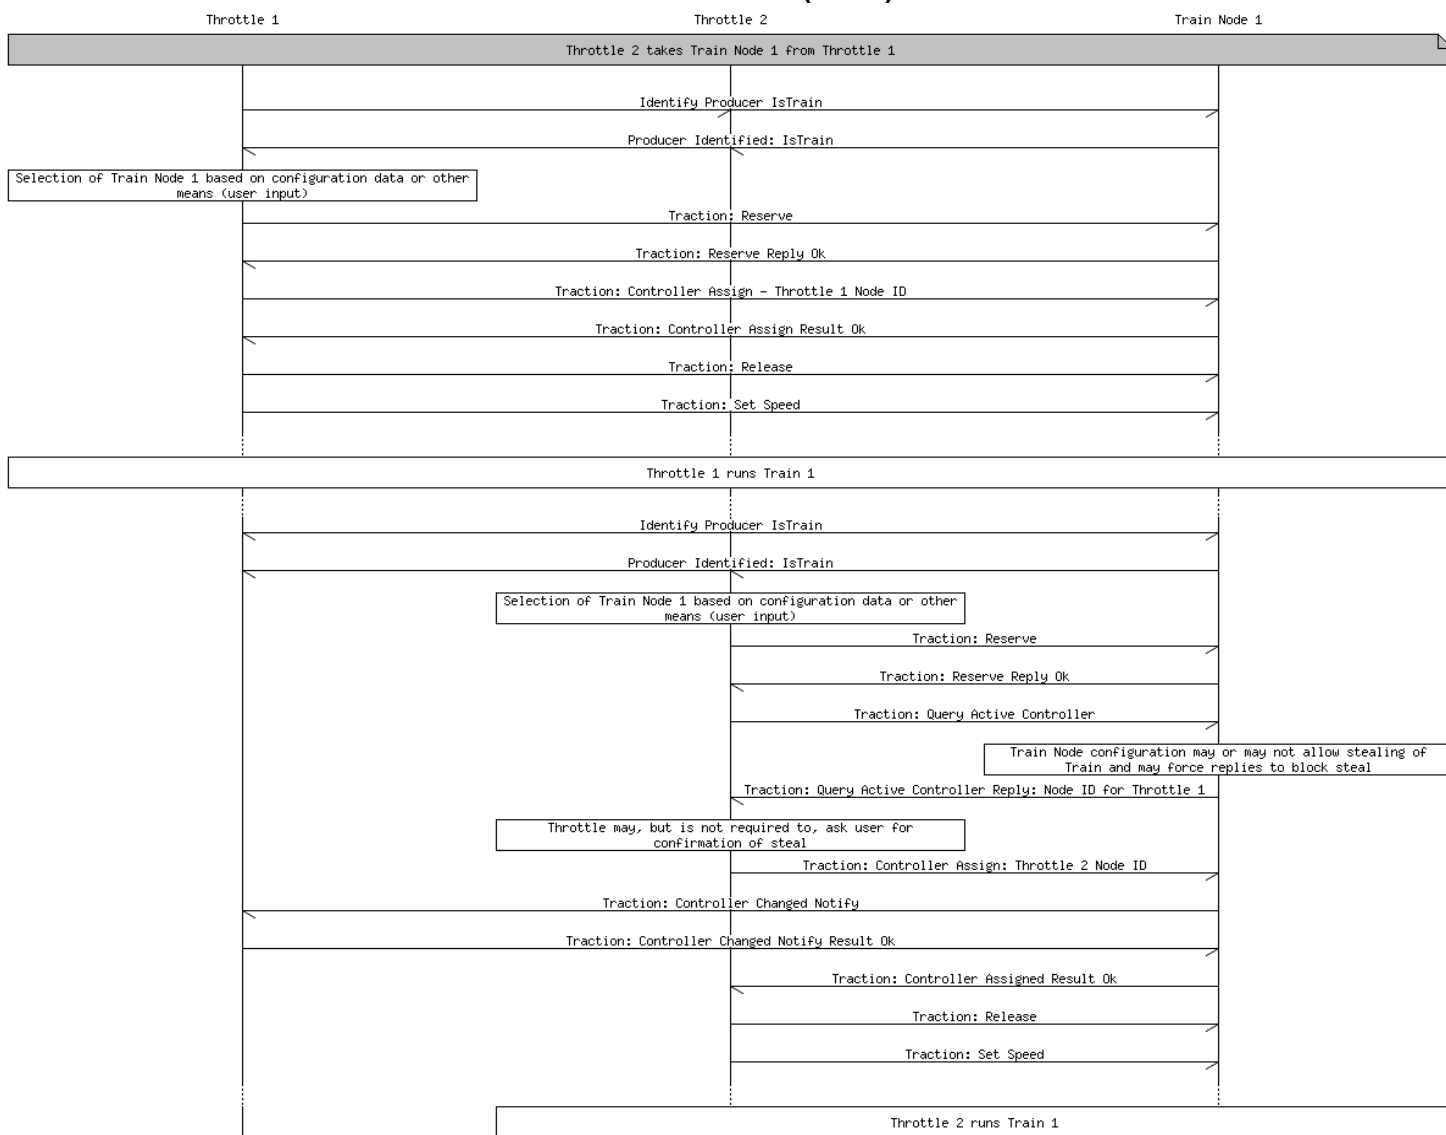 Throttle 1 Throttle 2 Train Node 1
Throttle 2 takes Train Node 1 from Throttle 1
Identify Producer IsTrain
Producer Identified: IsTrain
Selection of Train Node 1 based on configuration data or other
means (user input)
Traction: Reserve
Traction: Reserve Reply Ok
Traction: Controller Assign - Throttle 1 Node ID
Traction: Controller Assign Result Ok
Traction: Release
Traction: Set Speed
Throttle 1 runs Train 1
Identify Producer IsTrain
Producer Identified: IsTrain
Selection of Train Node 1 based on configuration data or other
means (user input)
Traction: Reserve
Traction: Reserve Reply Ok
Traction: Query Active Controller
Train Node configuration may or may not allow stealing of
Train and may force replies to block steal
Traction: Query Active Controller Reply: Node ID for Throttle 1
Throttle may, but is not required to, ask user for
confirmation of steal
Traction: Controller Assign: Throttle 2 Node ID
Traction: Controller Changed Notify
Traction: Controller Changed Notify Result Ok
Traction: Controller Assigned Result Ok
Traction: Release
Traction: Set Speed
Throttle 2 runs Train 1